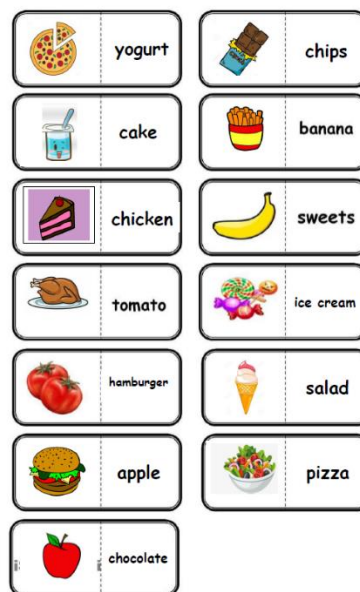 yogurt
chips
cake
banana
chicken
sweets
tomato
ice cream
hamburger
salad
apple
pizza
chocolate